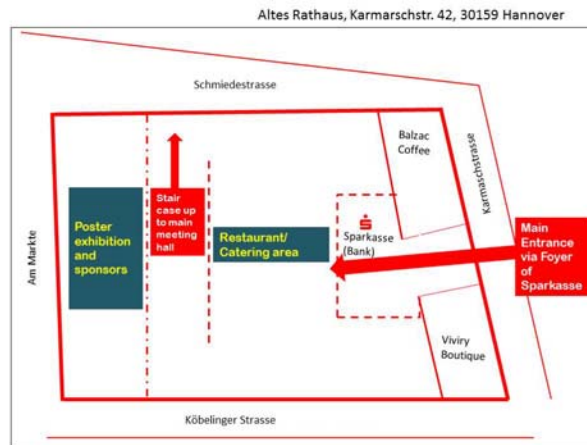 Altes Rathaus, Karmarschstr. 42, 30159 Hannover
Schmiedestrasse
Balzac
Coffee
Karmaschstrasse
Am Markte
Poster
exhibition
and
sponsors
Stair
case up
to main
meeting
hall
Restaurant/
Catering area
Sparkasse
(Bank)
Main
Entrance
via Foyer
of
Sparkasse
Viviry
Boutique
Köbelinger Strasse